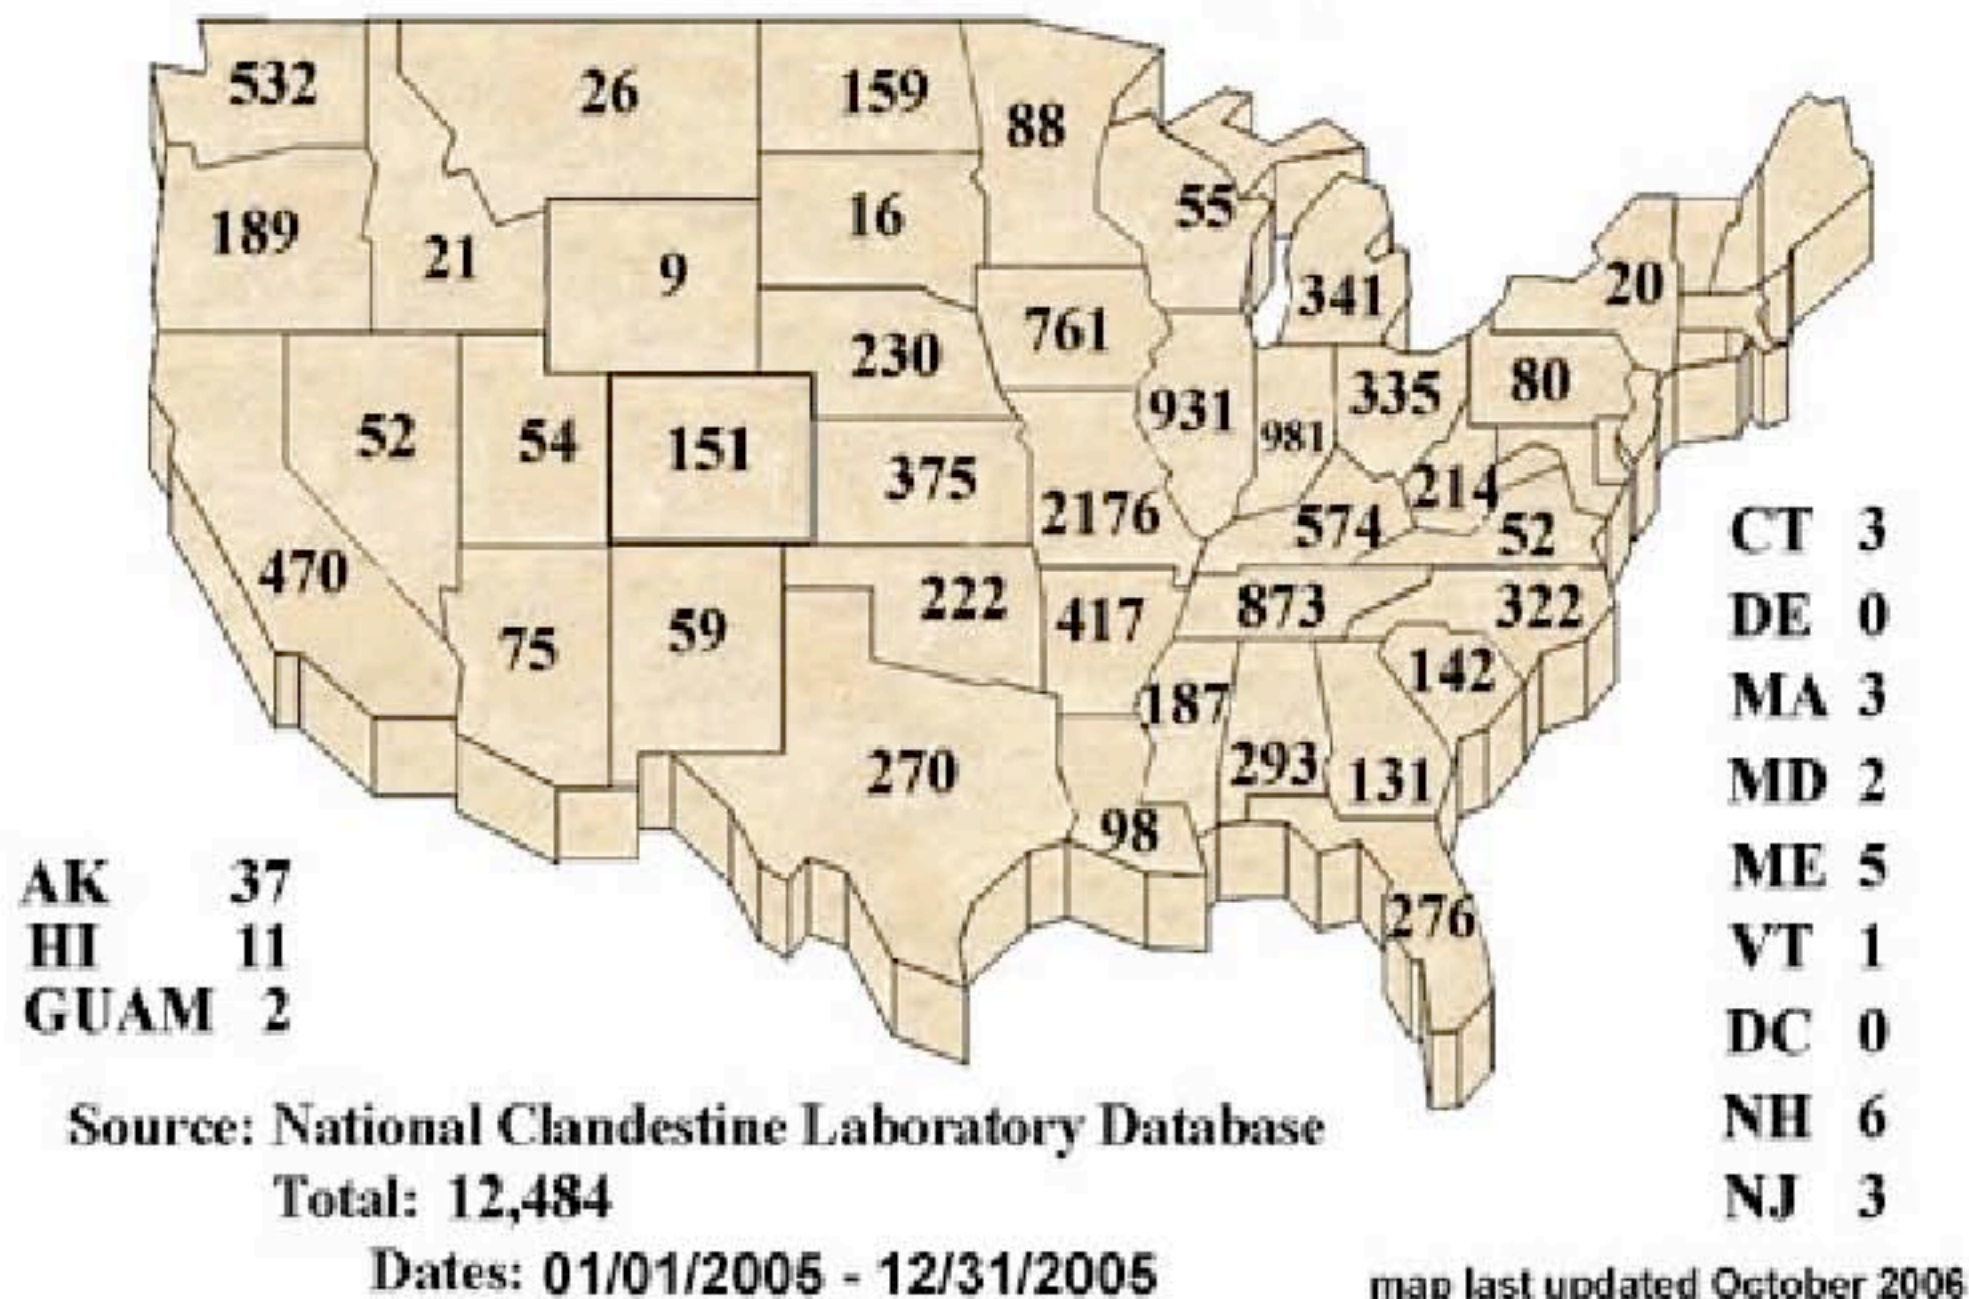 532
26
159
88
189
21
9
16
55
341
20
52
54
151
230
761
931
981
335
80
375
2176
574
214
52
470
75
59
222
417
873
322
142
187
293
131
270
98
276
CT 3
DE 0
MA 3
MD 2
ME 5
VT 1
DC 0
NH 6
NJ 3
AK 37
HI 11
GUAM 2
Source: National Clandestine Laboratory Database
Total: 12,484
Dates: 01/01/2005 - 12/31/2005
map last updated October 2006